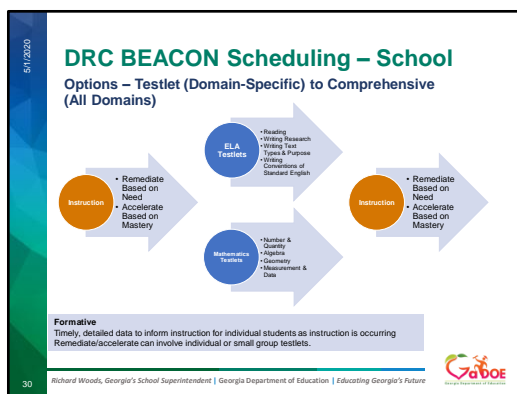 5/1/2020
DRC BEACON Scheduling – School
Options – Testlet (Domain-Specific) to Comprehensive
(All Domains)
Instruction
• Remediate
Based on
Need
• Accelerate
Based on
Mastery
ELA
Testlets
• Reading
• Writing Research
• Writing Text
Types & Purpose
• Writing
Conventions of
Standard English
Mathematics
Testlets
• Number &
Quantity
• Algebra
• Geometry
• Measurement &
Data
Instruction
• Remediate
Based on
Need
• Accelerate
Based on
Mastery
Formative
Timely, detailed data to inform instruction for individual students as instruction is occurring
Remediate/accelerate can involve individual or small group testlets.
30
Richard Woods, Georgia's School Superintendent | Georgia Department of Education | Educating Georgia's Future
GaDOE
Georgia Department of Education